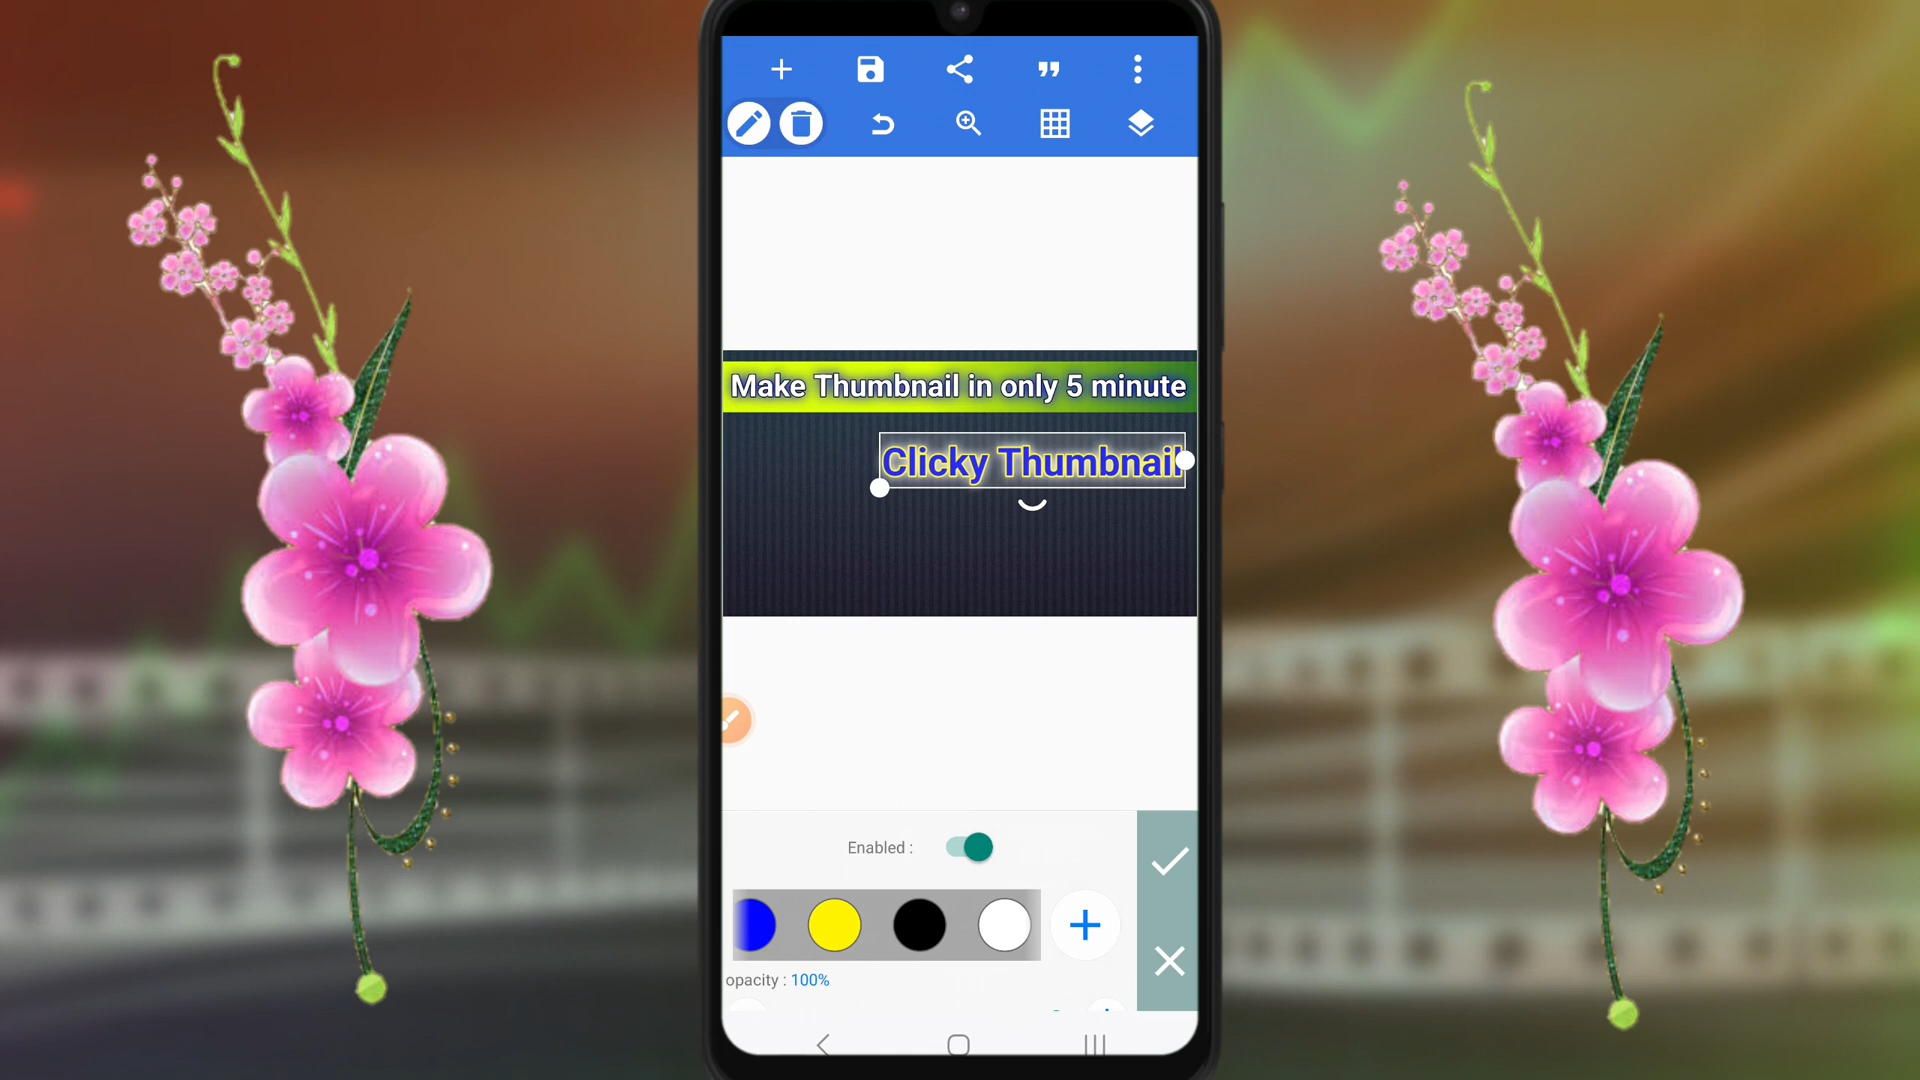 Make Thumbnail in only 5 minute
Clicky Thumbnail
Enabled :
opacity : 100%